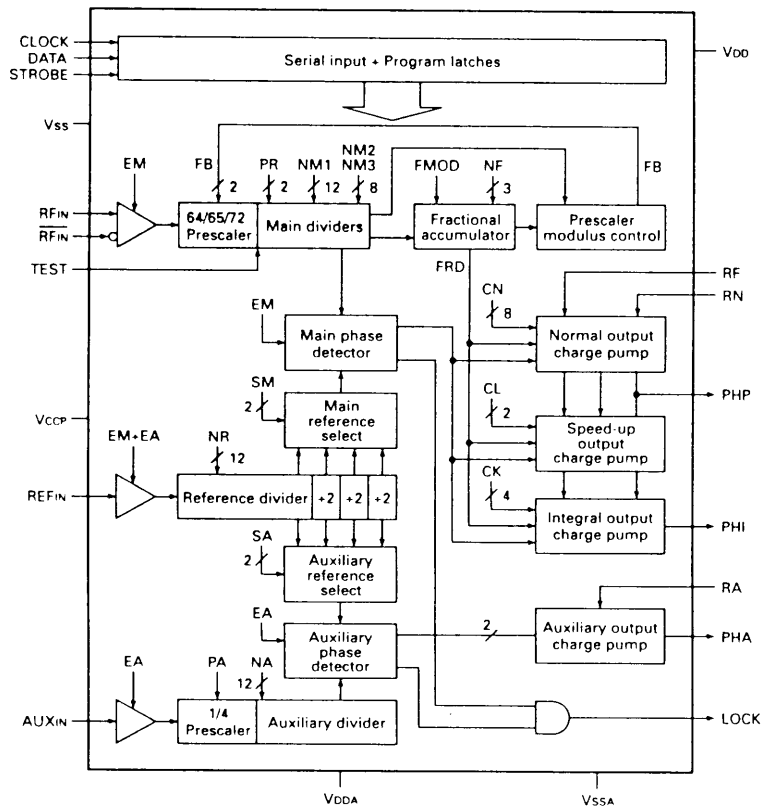 CLOCK
DATA
STROBE
Serial input + Program latches
VDD
VSS
EM
FB
2
PR
2
NM1
12
NM2
NM3
8
FMOD
NF
3
FB
RFIN
RFIN
64/65/72
Prescaler
Main dividers
Fractional
accumulator
Prescaler
modulus control
TEST
FRD
RF
RN
EM
CN
8
Main phase
detector
Normal output
charge pump
SM
2
Main
reference
select
CL
2
PHP
VCCP
Speed-up
output
charge pump
EM+EA
NR
12
REFIN
Reference divider
÷2
÷2
÷2
CK
4
Integral output
charge pump
PHI
SA
2
Auxiliary
reference
select
RA
EA
Auxiliary
phase
detector
2
Auxiliary output
charge pump
PHA
EA
PA
NA
12
AUXIN
1/4
Prescaler
Auxiliary divider
LOCK
VDDA
VSSA